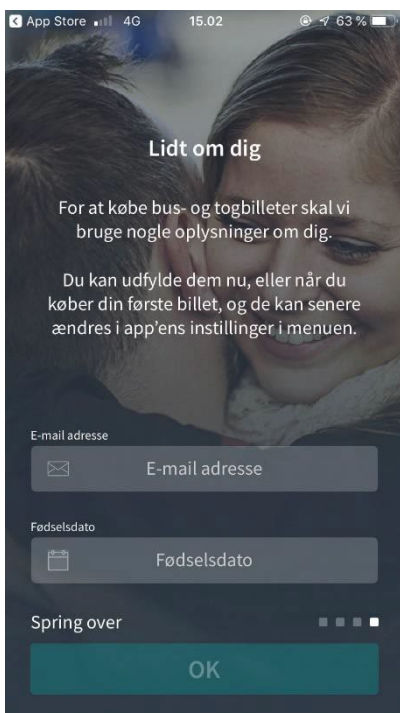 App Store 4G 15.02 63 %
Lidt om dig
For at købe bus- og togbilleter skal vi
bruge nogle oplysninger om dig.
Du kan udfylde dem nu, eller når du
køber din første billet, og de kan senere
ændres i app'ens instillinger i menuen.
E-mail adresse
E-mail adresse
Fødselsdato
Fødselsdato
Spring over
OK